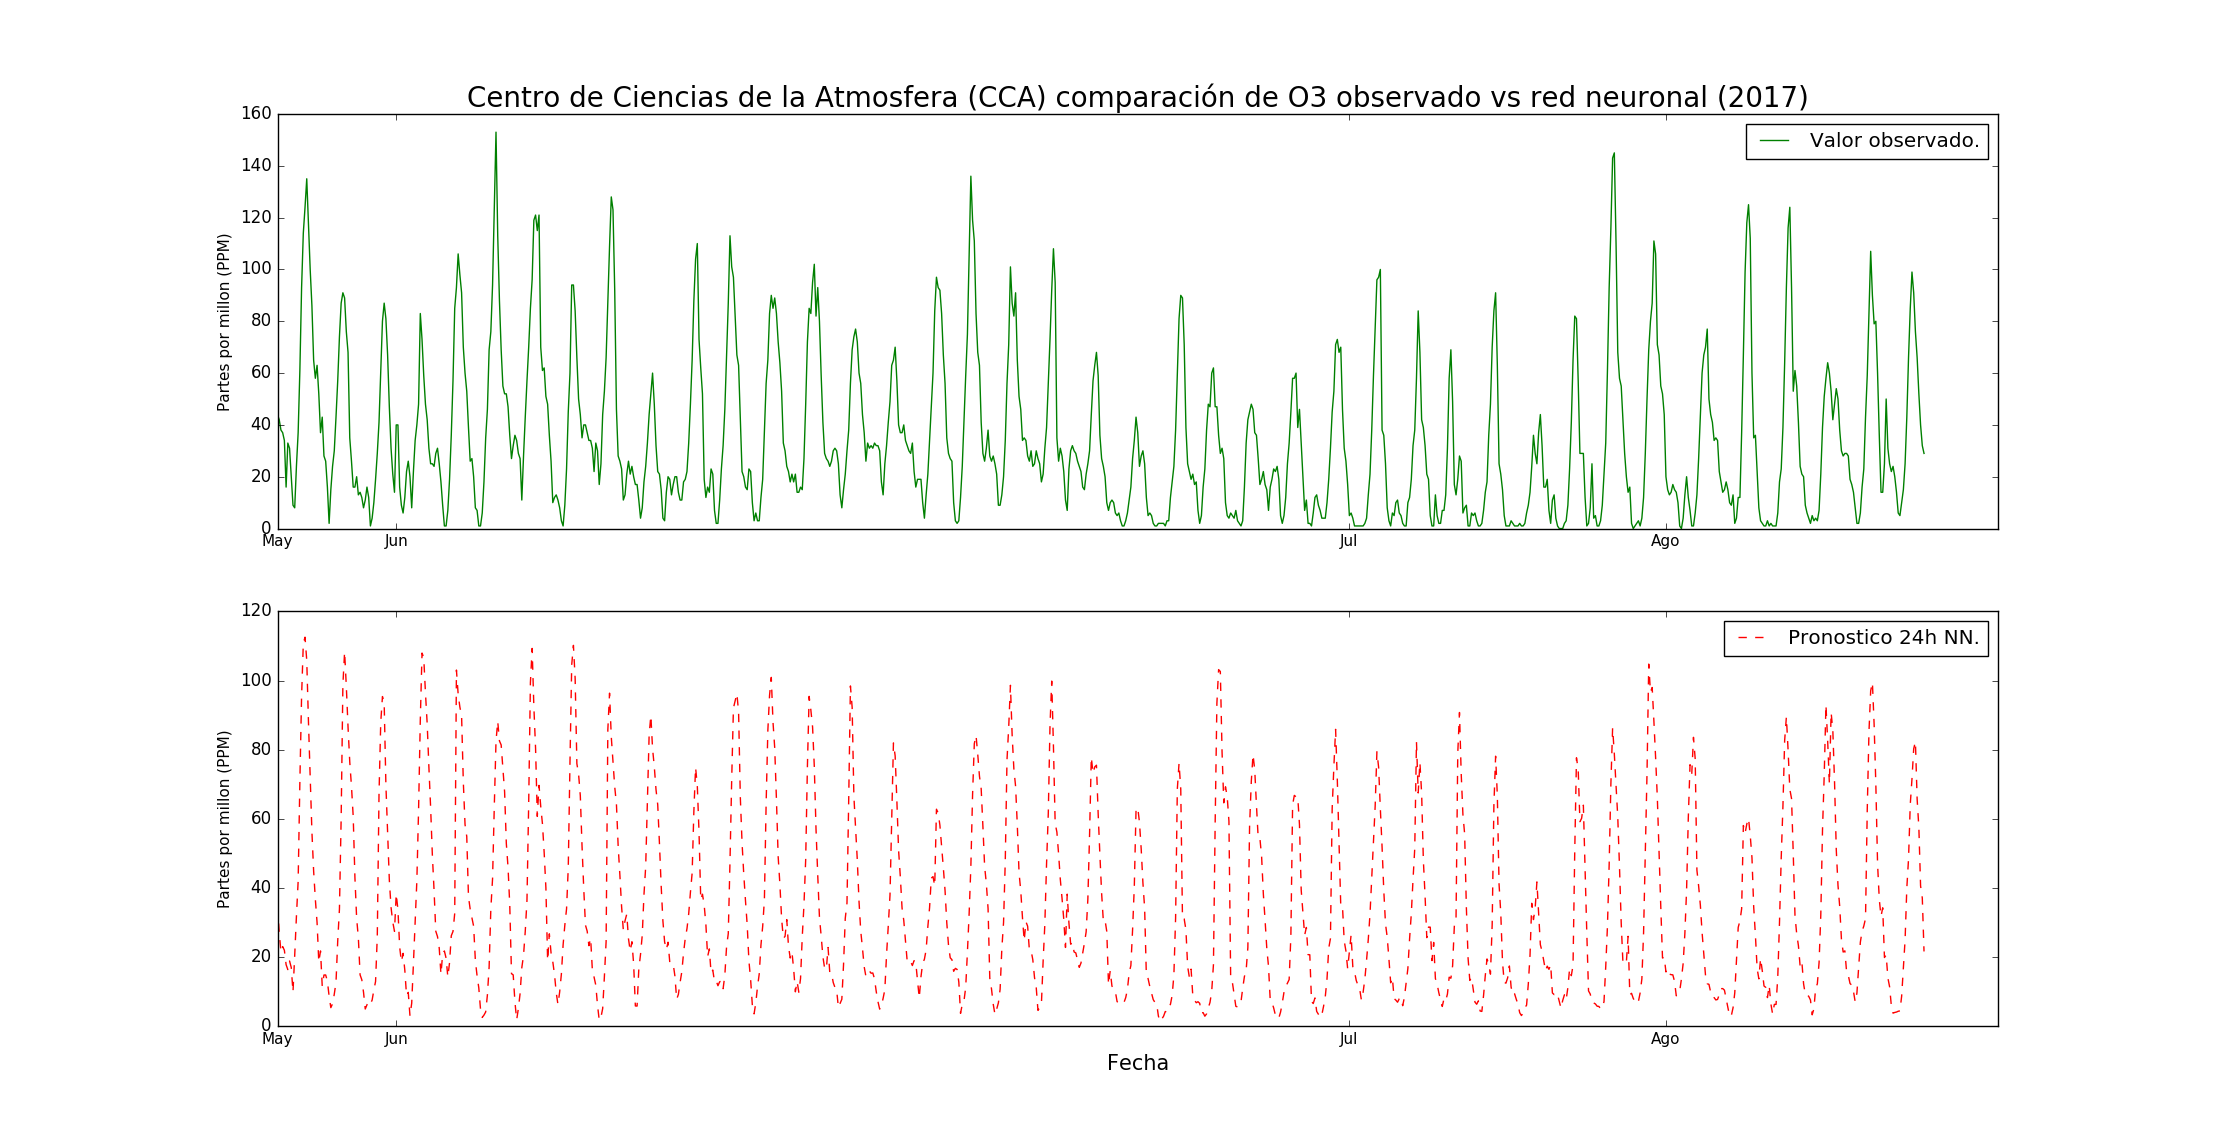 Centro de Ciencias de la Atmosfera (CCA) comparación de O3 observado vs red neuronal (2017)
160
140
120
100
80
60
40
20
0
Partes por millon (PPM)
Valor observado.
May
Jun
Jul
Ago
120
100
80
60
40
20
0
Partes por millon (PPM)
Pronostico 24h NN.
May
Jun
Jul
Ago
Fecha